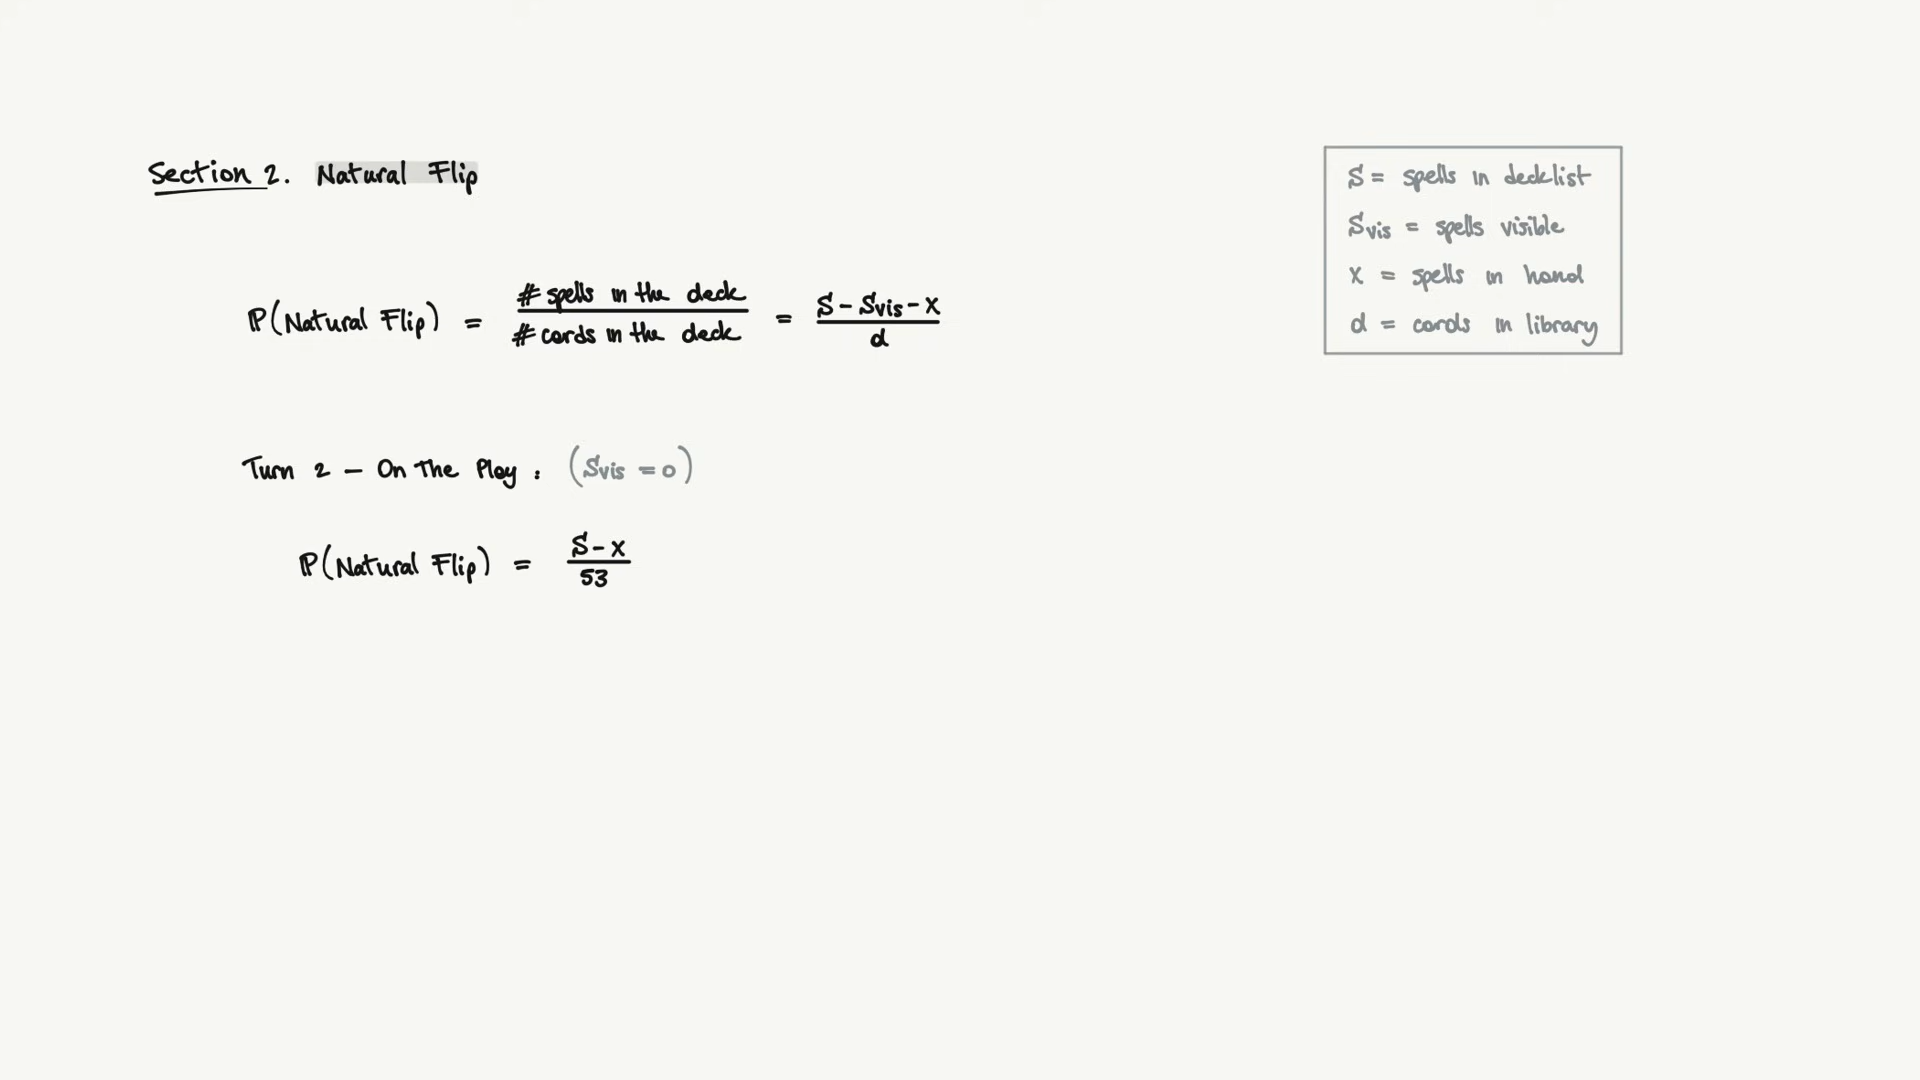 Section 2. Natural Flip
S = spells in decklist
Svis = spells visible
x = spells in hand
d = cards in library
P(Natural Flip) = # spells in the deck / # cards in the deck = S - Svis - x / d
Turn 2 - On The Play : (Svis = 0)
P(Natural Flip) = S - x / 53